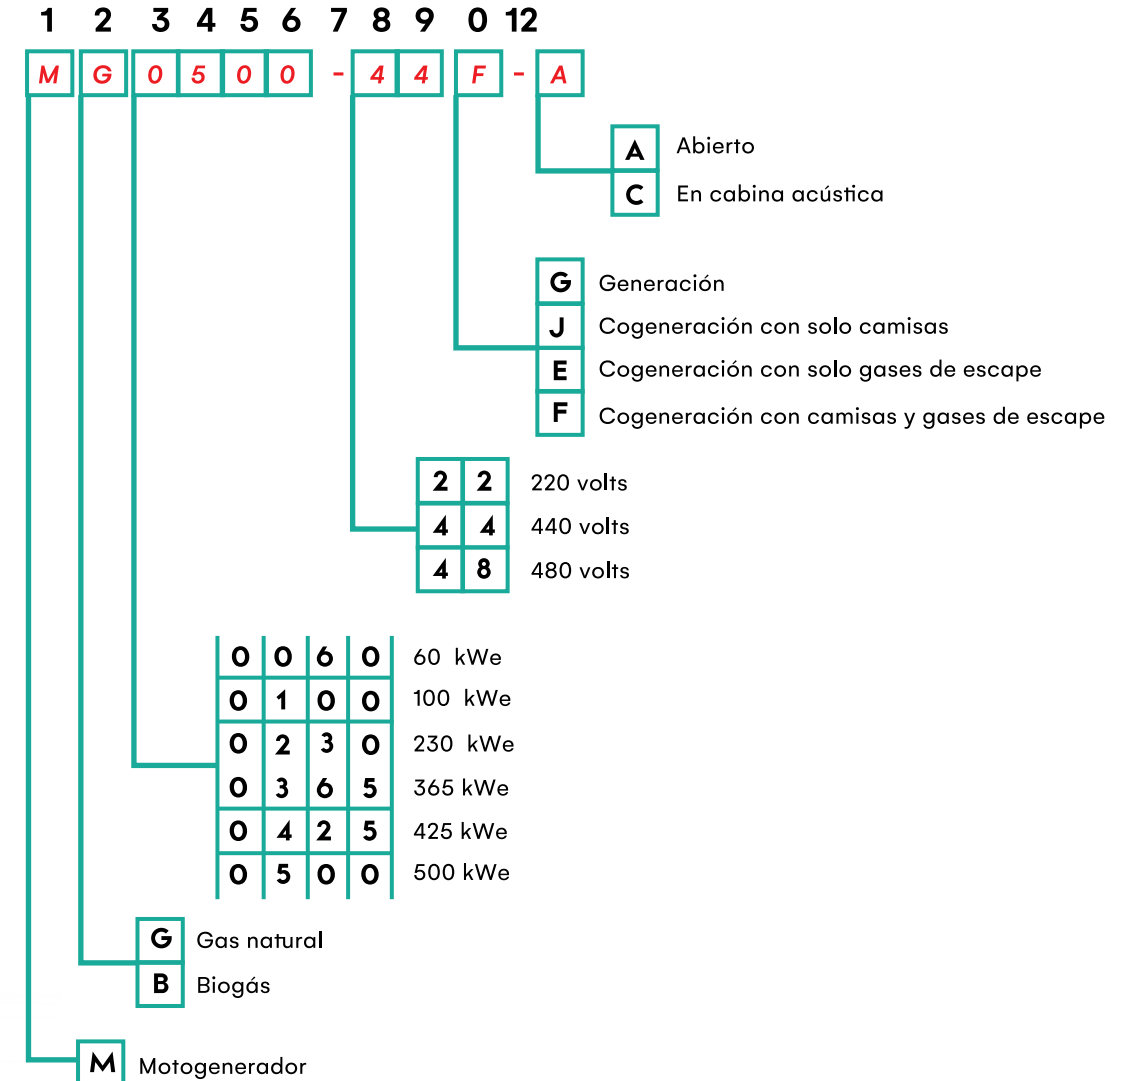 1 2 3 4 5 6 7 8 9 0 12
M G 0 5 0 0 - 4 4 F - A
A Abierto
C En cabina acústica
G Generación
J Cogeneración con solo camisas
E Cogeneración con solo gases de escape
F Cogeneración con camisas y gases de escape
2 2 220 volts
4 4 440 volts
4 8 480 volts
0 0 6 0 60 kWe
0 1 0 0 100 kWe
0 2 3 0 230 kWe
0 3 6 5 365 kWe
0 4 2 5 425 kWe
0 5 0 0 500 kWe
G Gas natural
B Biogás
M Motogenerador